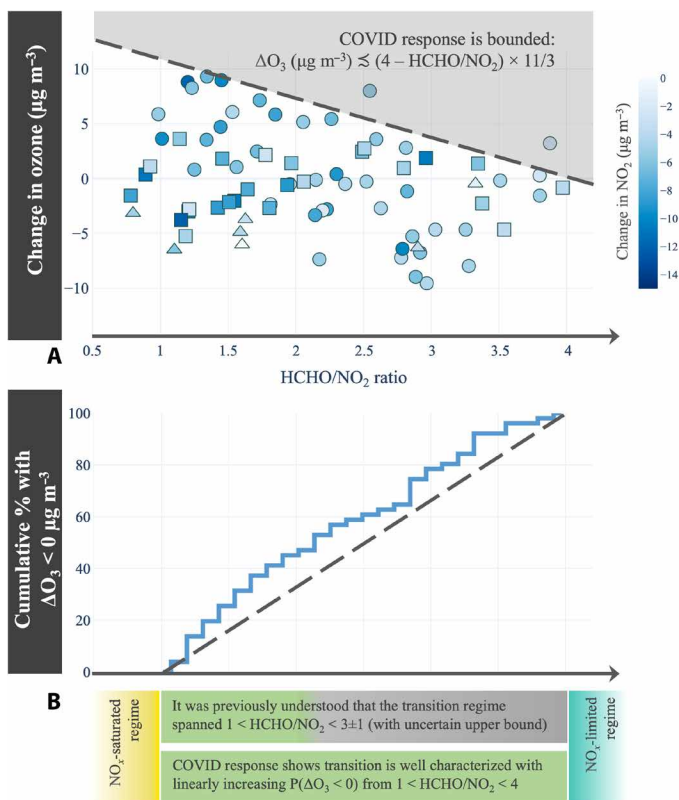 COVID response is bounded:
ΔO₃ (μg m⁻³) ≲ (4 – HCHO/NO₂) × 11/3
Change in ozone (μg m⁻³)
10
5
0
−5
−10
0
−2
−4
−6
−8
−10
−12
−14
Change in NO₂ (μg m⁻³)
A
0.5
1
1.5
2
2.5
3
3.5
4
HCHO/NO₂ ratio
Cumulative % with
ΔO₃ < 0 μg m⁻³
100
80
60
40
20
0
B
NOₓ-saturated
regime
It was previously understood that the transition regime
spanned 1 < HCHO/NO₂ < 3±1 (with uncertain upper bound)
COVID response shows transition is well characterized with
linearly increasing P(ΔO₃ < 0) from 1 < HCHO/NO₂ < 4
NOₓ-limited
regime